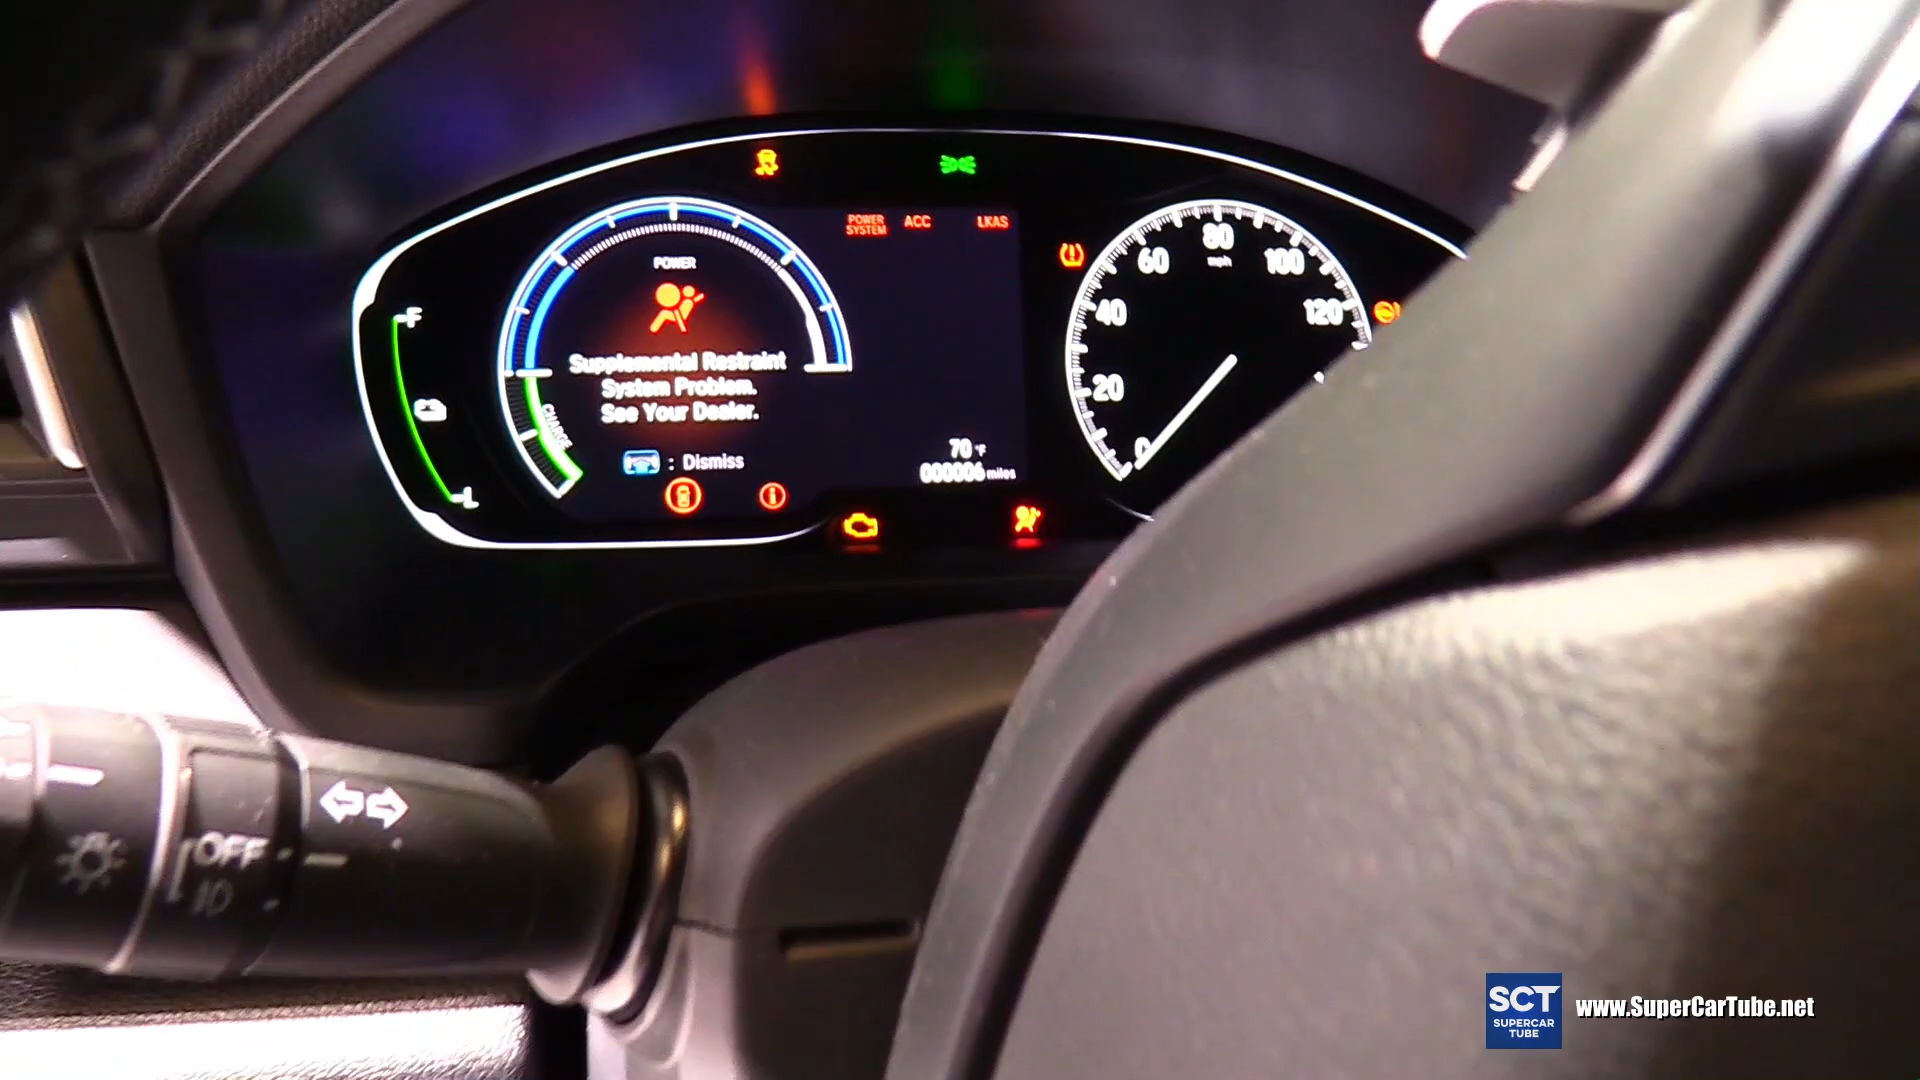 POWER
SYSTEM
ACC
LKAS
POWER
F
L
CHARGE
Supplemental Restraint
System Problem.
See Your Dealer.
: Dismiss
70 °F
000006 miles
0
20
40
60
80
100
120
mph
OFF
SCT
SUPERCAR
TUBE
www.SuperCarTube.net